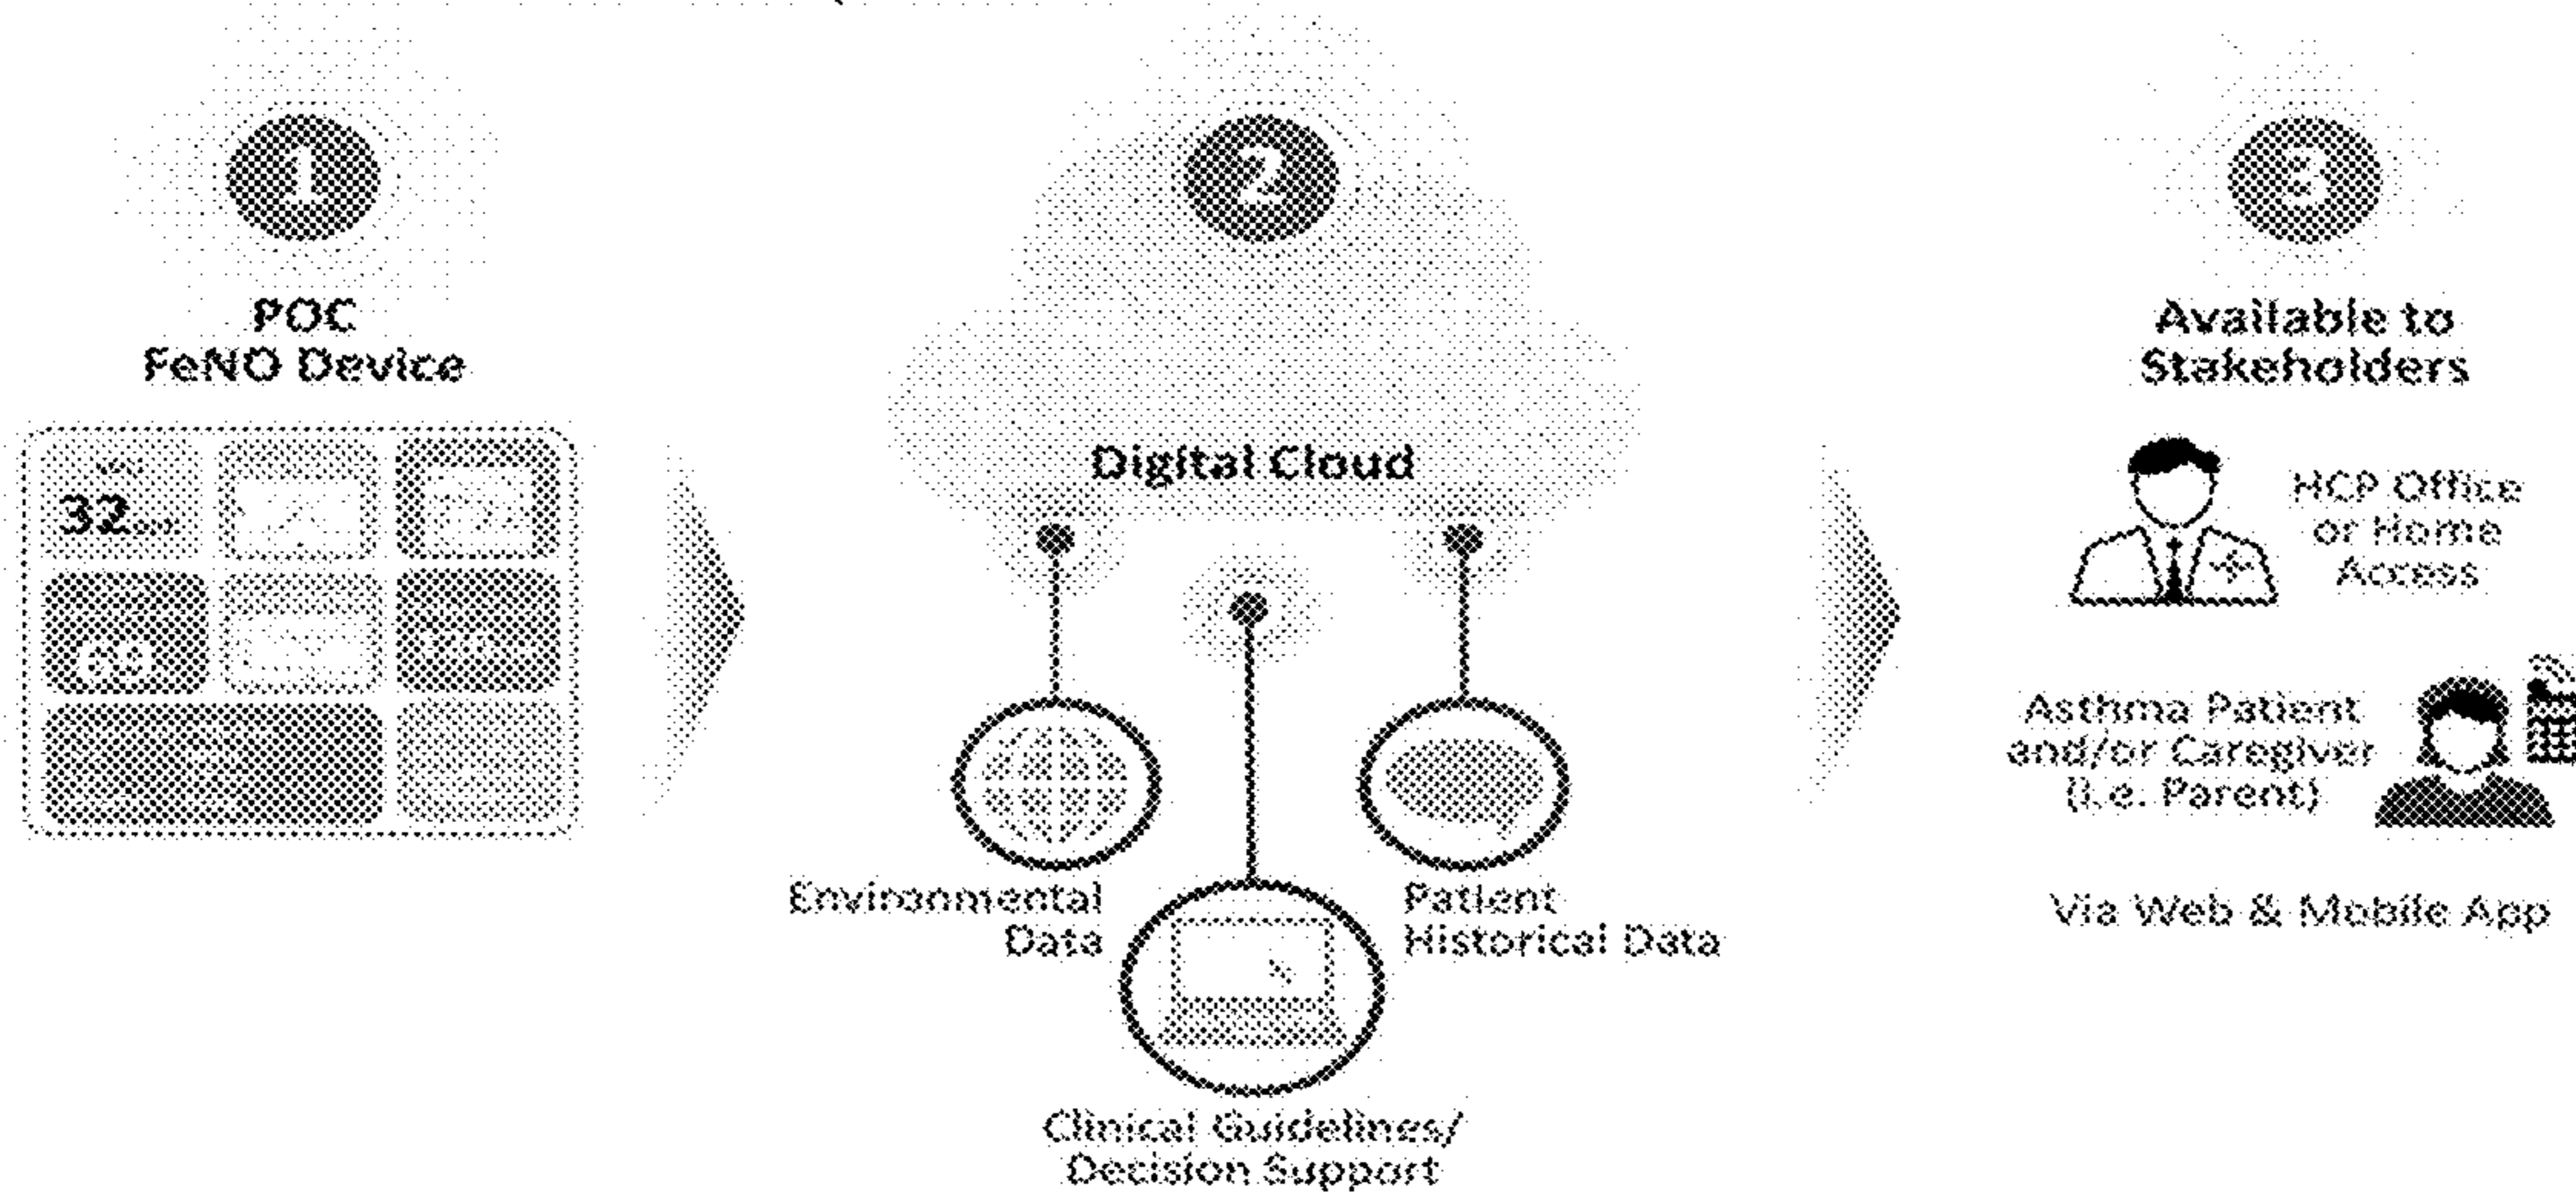 1
POC
FeNO Device
32
69
2
Digital Cloud
Environmental
Data
Patient
Historical Data
Clinical Guidelines/
Decision Support
3
Available to
Stakeholders
HCP Office
or Home
Access
Asthma Patient
and/or Caregiver
(i.e. Parent)
Via Web & Mobile App